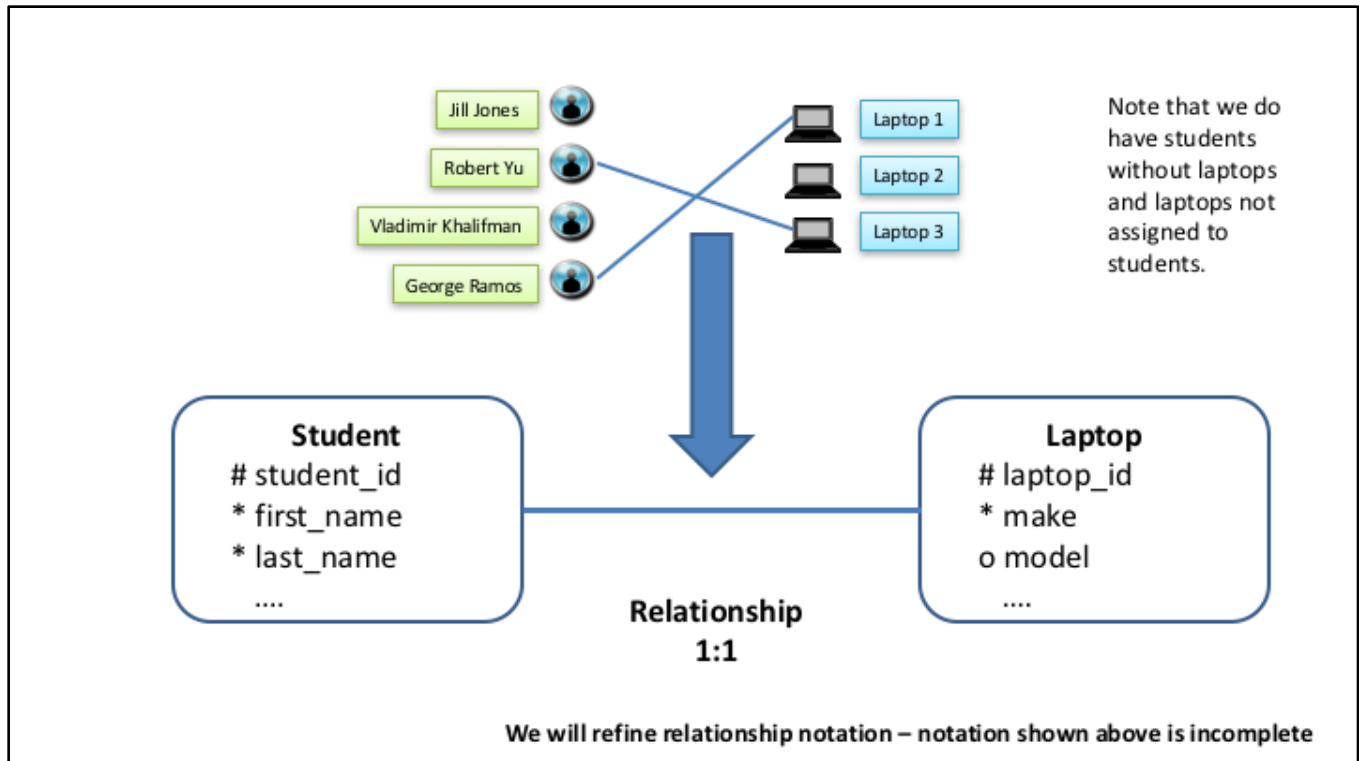 Jill Jones
Robert Yu
Vladimir Khalifman
George Ramos
Laptop 1
Laptop 2
Laptop 3
Note that we do
have students
without laptops
and laptops not
assigned to
students.
Student
# student_id
* first_name
* last_name
....
Laptop
# laptop_id
* make
o model
....
Relationship
1:1
We will refine relationship notation – notation shown above is incomplete